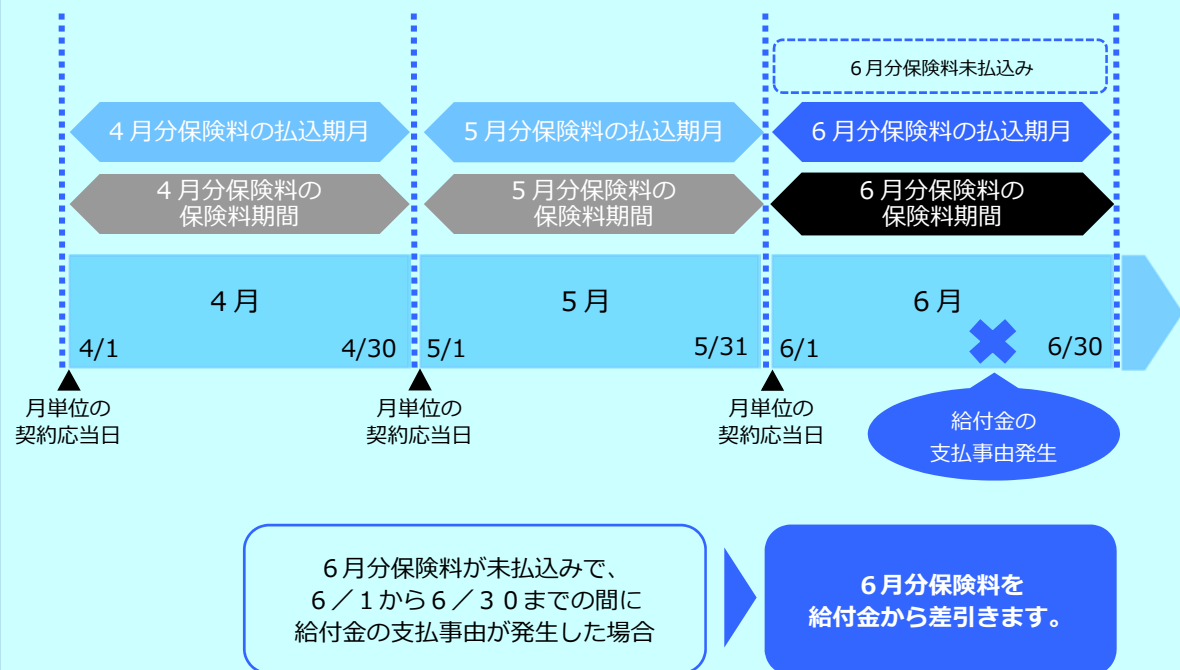 ６月分保険料未払込み
４月分保険料の払込期月
５月分保険料の払込期月
６月分保険料の払込期月
４月分保険料の
保険料期間
５月分保険料の
保険料期間
６月分保険料の
保険料期間
４月
５月
６月
4/1
4/30
5/1
5/31
6/1
6/30
月単位の
契約応当日
月単位の
契約応当日
月単位の
契約応当日
給付金の
支払事由発生
６月分保険料が未払込みで、
６／１から６／３０までの間に
給付金の支払事由が発生した場合
６月分保険料を
給付金から差引きます。